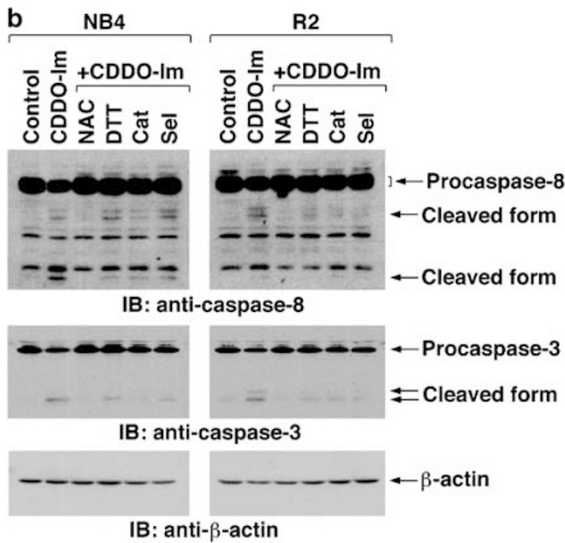 b
NB4 R2
+CDDO-Im +CDDO-Im
Control CDDO-Im NAC DTT Cat Sel Control CDDO-Im NAC DTT Cat Sel
Procaspase-8
Cleaved form
Cleaved form
IB: anti-caspase-8
Procaspase-3
Cleaved form
IB: anti-caspase-3
β-actin
IB: anti-β-actin